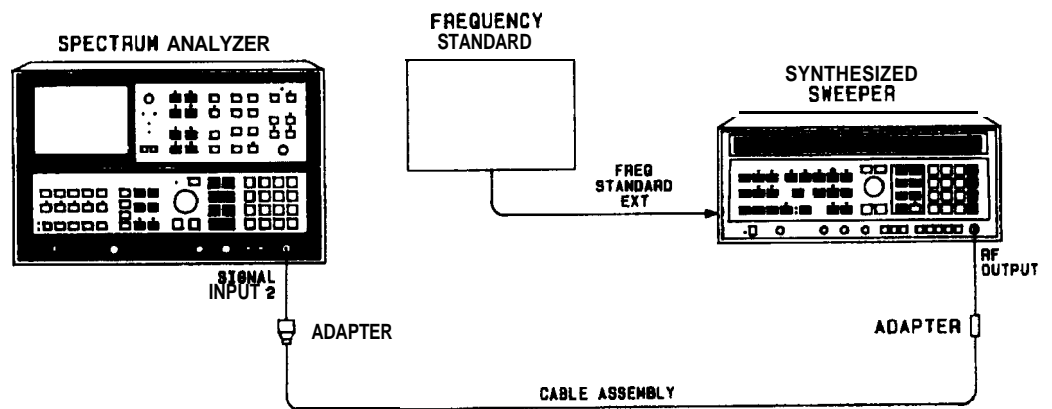 FREQUENCY
STANDARD
SPECTRUM ANALYZER
SYNTHESIZED
SWEEPER
FREQ
STANDARD
EXT
SIGNAL
INPUT 2
RF
OUTPUT
ADAPTER
ADAPTER
CABLE ASSEMBLY